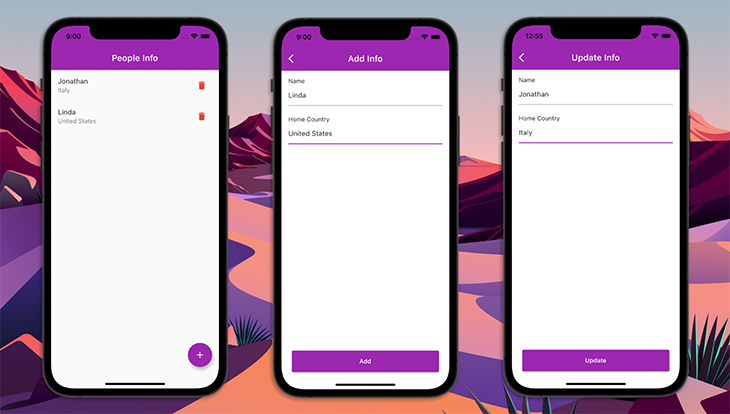 9:00
People Info
Jonathan
Italy
Linda
United States
+
9:00
Add Info
Name
Linda
Home Country
United States
Add
12:55
Update Info
Name
Jonathan
Home Country
Italy
Update